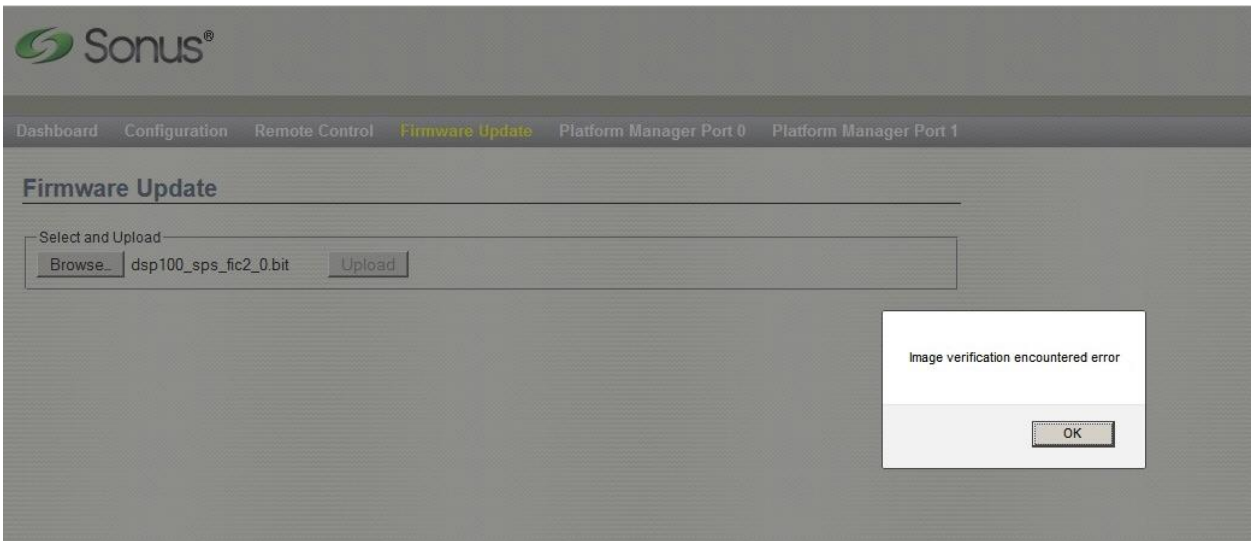 Sonus®
Dashboard Configuration Remote Control Firmware Update Platform Manager Port 0 Platform Manager Port 1
Firmware Update
Select and Upload
Browse... dsp100_sps_fic2_0.bit Upload
Image verification encountered error
OK